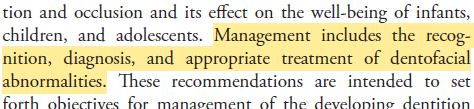 tion and occlusion and its effect on the well-being of infants,
children, and adolescents. Management includes the recog-
nition, diagnosis, and appropriate treatment of dentofacial
abnormalities. These recommendations are intended to set
forth objectives for management of the developing dentition